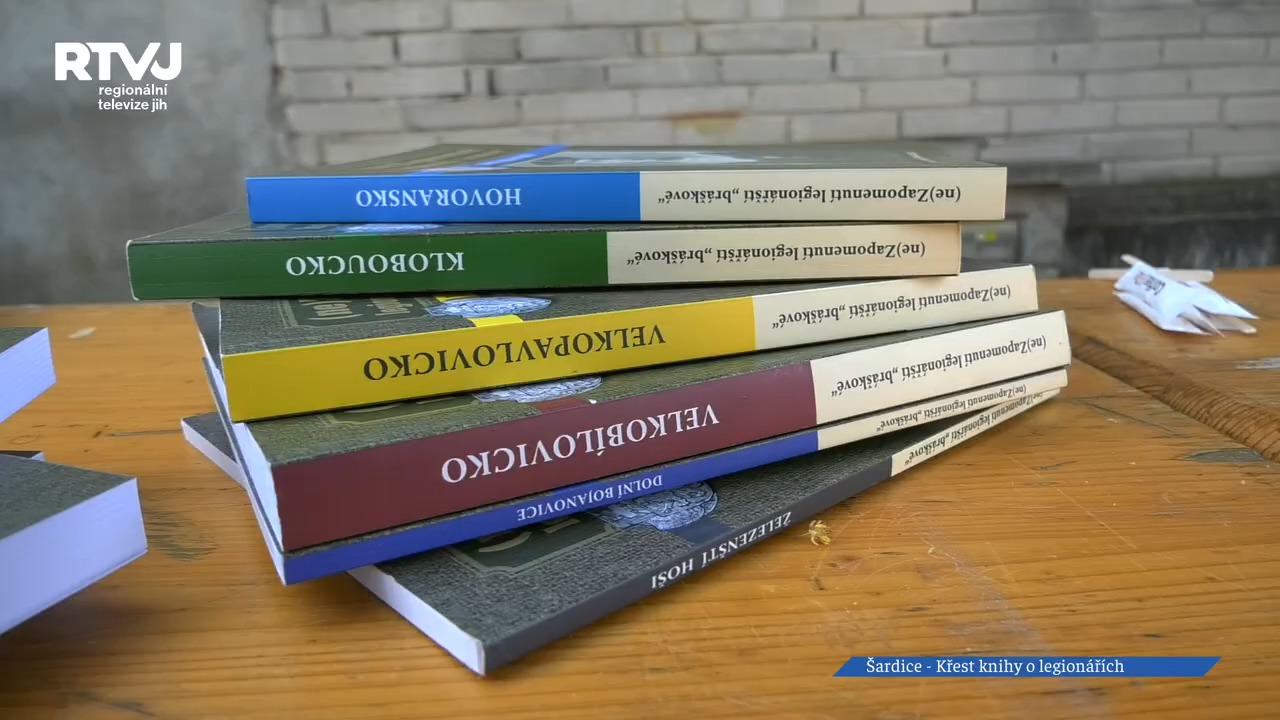 RTVJ
regionální
televize jih
(ne)Zapomenutí legionářští „bráškové“ HOVORANSKO
(ne)Zapomenutí legionářští „bráškové“ KLOBOUCKO
(ne)Zapomenutí legionářští „bráškové“ VELKOPAVLOVICKO
(ne)Zapomenutí legionářští „bráškové“ VELKOBÍLOVICKO
(ne)Zapomenutí legionářští „bráškové“ DOLNÍ BOJANOVICE
(ne)Zapomenutí legionářští „bráškové“ ŽELEZENŠTÍ HOŠI
Šardice - Křest knihy o legionářích